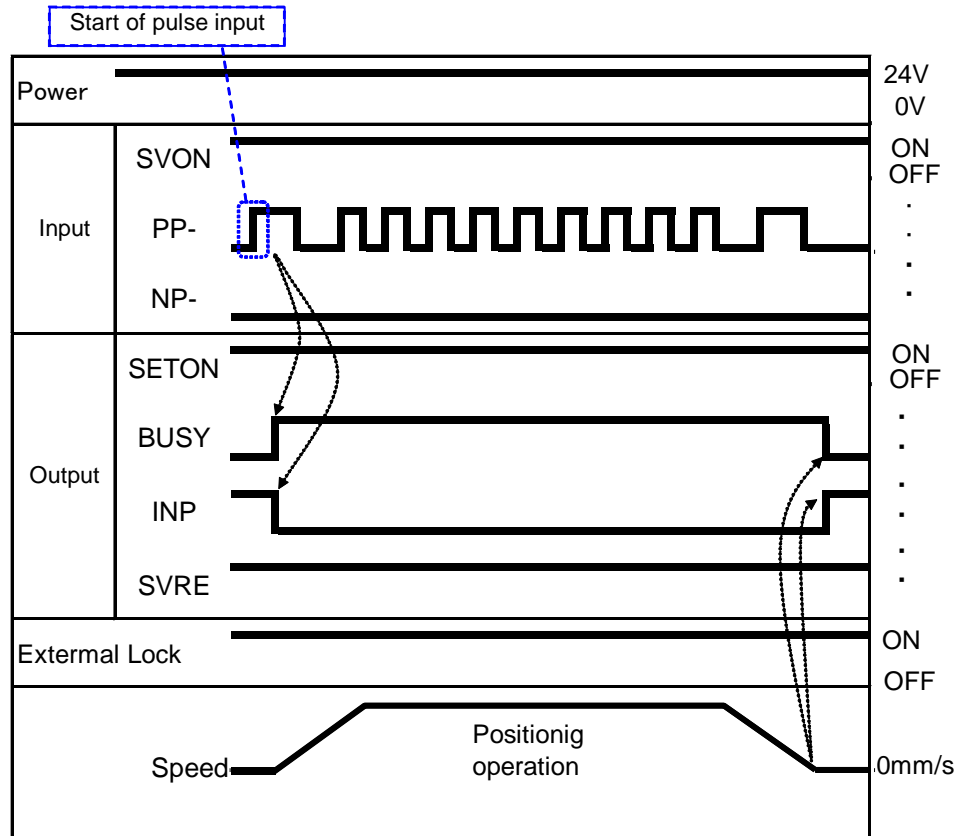 Start of pulse input
Power
24V
0V
Input
SVON
ON
OFF
PP-
NP-
Output
SETON
ON
OFF
BUSY
INP
SVRE
Extermal Lock
ON
OFF
Speed
Positionig
operation
0mm/s